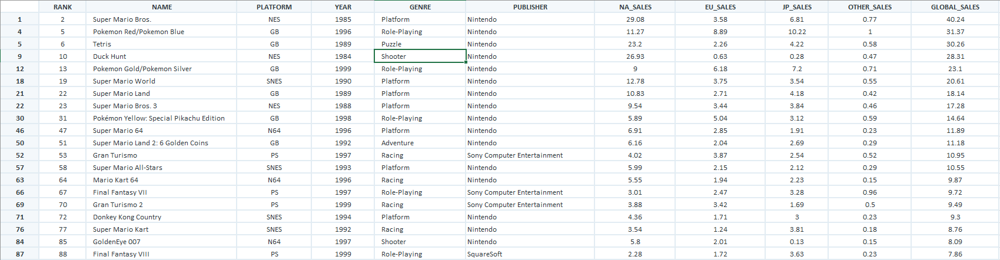 RANK NAME PLATFORM YEAR GENRE PUBLISHER NA_SALES EU_SALES JP_SALES OTHER_SALES GLOBAL_SALES
1 2 Super Mario Bros. NES 1985 Platform Nintendo 29.08 3.58 6.81 0.77 40.24
4 5 Pokemon Red/Pokemon Blue GB 1996 Role-Playing Nintendo 11.27 8.89 10.22 1 31.37
5 6 Tetris GB 1989 Puzzle Nintendo 23.2 2.26 4.22 0.58 30.26
9 10 Duck Hunt NES 1984 Shooter Nintendo 26.93 0.63 0.28 0.47 28.31
12 13 Pokemon Gold/Pokemon Silver GB 1999 Role-Playing Nintendo 9 6.18 7.2 0.71 23.1
18 19 Super Mario World SNES 1990 Platform Nintendo 12.78 3.75 3.54 0.55 20.61
21 22 Super Mario Land GB 1989 Platform Nintendo 10.83 2.71 4.18 0.42 18.14
22 23 Super Mario Bros. 3 NES 1988 Platform Nintendo 9.54 3.44 3.84 0.46 17.28
30 31 Pokémon Yellow: Special Pikachu Edition GB 1998 Role-Playing Nintendo 5.89 5.04 3.12 0.59 14.64
46 47 Super Mario 64 N64 1996 Platform Nintendo 6.91 2.85 1.91 0.23 11.89
50 51 Super Mario Land 2: 6 Golden Coins GB 1992 Adventure Nintendo 6.16 2.04 2.69 0.29 11.18
52 53 Gran Turismo PS 1997 Racing Sony Computer Entertainment 4.02 3.87 2.54 0.52 10.95
57 58 Super Mario All-Stars SNES 1993 Platform Nintendo 5.99 2.15 2.12 0.29 10.55
63 64 Mario Kart 64 N64 1996 Racing Nintendo 5.55 1.94 2.23 0.15 9.87
66 67 Final Fantasy VII PS 1997 Role-Playing Sony Computer Entertainment 3.01 2.47 3.28 0.96 9.72
69 70 Gran Turismo 2 PS 1999 Racing Sony Computer Entertainment 3.88 3.42 1.69 0.5 9.49
71 72 Donkey Kong Country SNES 1994 Platform Nintendo 4.36 1.71 3 0.23 9.3
76 77 Super Mario Kart SNES 1992 Racing Nintendo 3.54 1.24 3.81 0.18 8.76
84 85 GoldenEye 007 N64 1997 Shooter Nintendo 5.8 2.01 0.13 0.15 8.09
87 88 Final Fantasy VIII PS 1999 Role-Playing SquareSoft 2.28 1.72 3.63 0.23 7.86